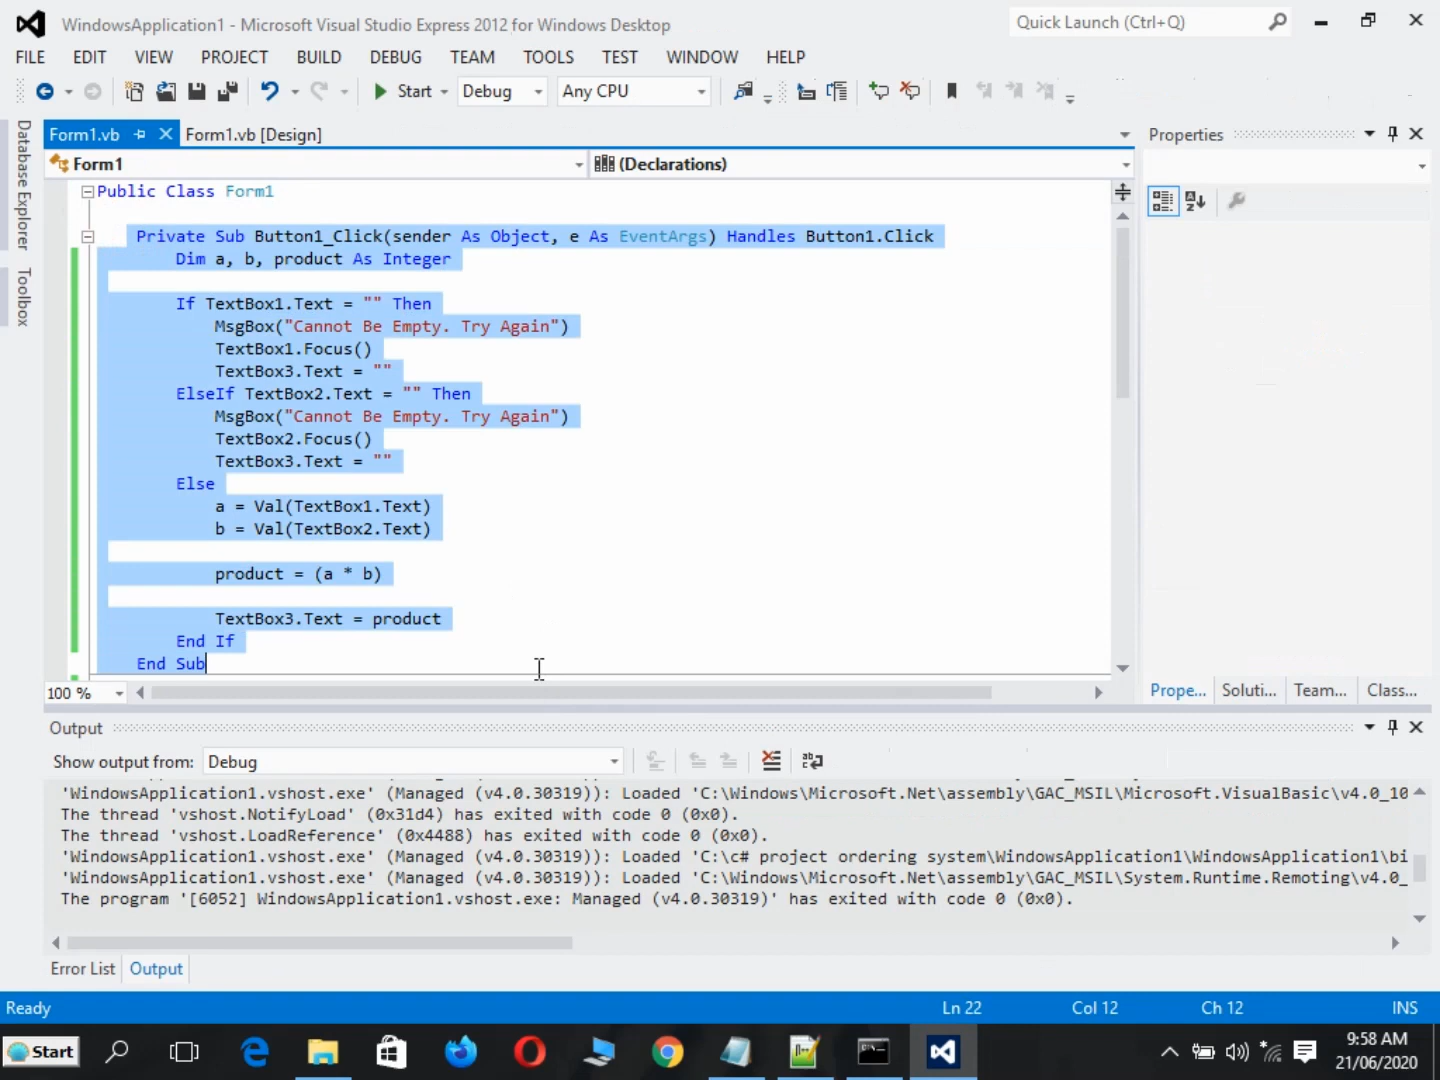 WindowsApplication1 - Microsoft Visual Studio Express 2012 for Windows Desktop
Quick Launch (Ctrl+Q)
FILE EDIT VIEW PROJECT BUILD DEBUG TEAM TOOLS TEST WINDOW HELP
Start Debug Any CPU
Database Explorer
Toolbox
Form1.vb Form1.vb [Design]
Form1 (Declarations)
Public Class Form1
Private Sub Button1_Click(sender As Object, e As EventArgs) Handles Button1.Click
Dim a, b, product As Integer
If TextBox1.Text = "" Then
MsgBox("Cannot Be Empty. Try Again")
TextBox1.Focus()
TextBox3.Text = ""
ElseIf TextBox2.Text = "" Then
MsgBox("Cannot Be Empty. Try Again")
TextBox2.Focus()
TextBox3.Text = ""
Else
a = Val(TextBox1.Text)
b = Val(TextBox2.Text)
product = (a * b)
TextBox3.Text = product
End If
End Sub
100 %
Properties
Prope... Soluti... Team... Class...
Output
Show output from: Debug
'WindowsApplication1.vshost.exe' (Managed (v4.0.30319)): Loaded 'C:\Windows\Microsoft.Net\assembly\GAC_MSIL\Microsoft.VisualBasic\v4.0_10
The thread 'vshost.NotifyLoad' (0x31d4) has exited with code 0 (0x0).
The thread 'vshost.LoadReference' (0x4488) has exited with code 0 (0x0).
'WindowsApplication1.vshost.exe' (Managed (v4.0.30319)): Loaded 'C:\c# project ordering system\WindowsApplication1\WindowsApplication1\bi
'WindowsApplication1.vshost.exe' (Managed (v4.0.30319)): Loaded 'C:\Windows\Microsoft.Net\assembly\GAC_MSIL\System.Runtime.Remoting\v4.0_
The program '[6052] WindowsApplication1.vshost.exe: Managed (v4.0.30319)' has exited with code 0 (0x0).
Error List Output
Ready Ln 22 Col 12 Ch 12 INS
Start
9:58 AM
21/06/2020